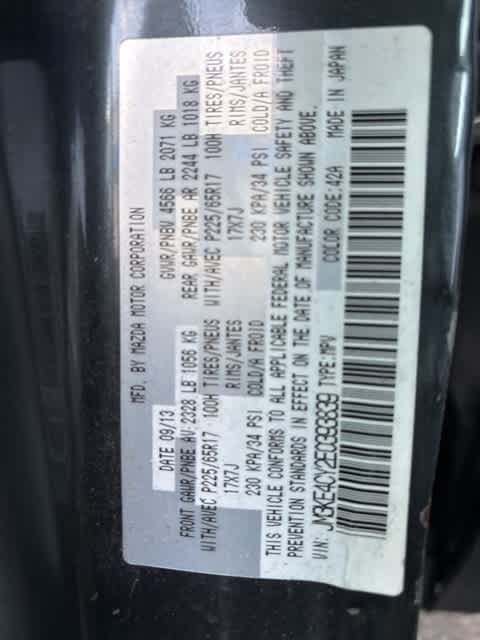 MFD. BY MAZDA MOTOR CORPORATION
DATE 09/13 GVWR/PNBV 4566 LB 2071 KG
FRONT GAWR/PNBE AV 2328 LB 1056 KG REAR GAWR/PNBE AR 2244 LB 1018 KG
WITH/AVEC P225/65R17 100H TIRES/PNEUS WITH/AVEC P225/65R17 100H TIRES/PNEUS
17X7J RIMS/JANTES 17X7J RIMS/JANTES
230 KPA/34 PSI COLD/A FROID 230 KPA/34 PSI COLD/A FROID
THIS VEHICLE CONFORMS TO ALL APPLICABLE FEDERAL MOTOR VEHICLE SAFETY AND THEFT
PREVENTION STANDARDS IN EFFECT ON THE DATE OF MANUFACTURE SHOWN ABOVE.
VIN: JM3KE4CY2E0393839 TYPE:MPV COLOR CODE:42A MADE IN JAPAN